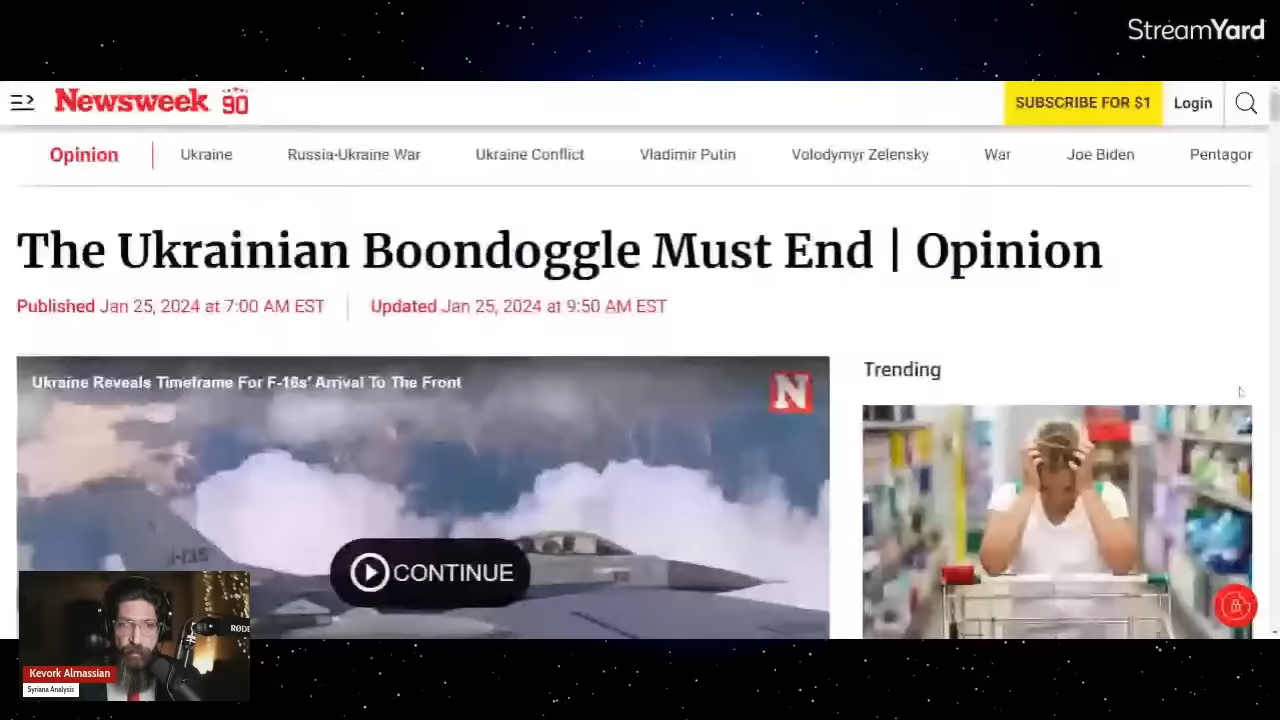 StreamYard
Newsweek 90
SUBSCRIBE FOR $1
Login
Opinion
Ukraine
Russia-Ukraine War
Ukraine Conflict
Vladimir Putin
Volodymyr Zelensky
War
Joe Biden
Pentagor
The Ukrainian Boondoggle Must End | Opinion
Published Jan 25, 2024 at 7:00 AM EST
Updated Jan 25, 2024 at 9:50 AM EST
Ukraine Reveals Timeframe For F-16s' Arrival To The Front
N
Trending
J-135
CONTINUE
RØDE
Kevork Almassian
Syriana Analysis